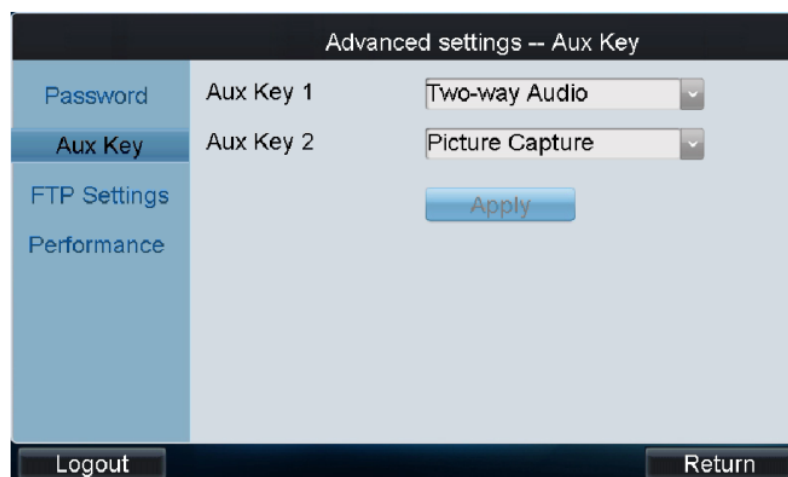 Advanced settings -- Aux Key
Password
Aux Key
FTP Settings
Performance
Aux Key 1 Two-way Audio
Aux Key 2 Picture Capture
Apply
Logout Return